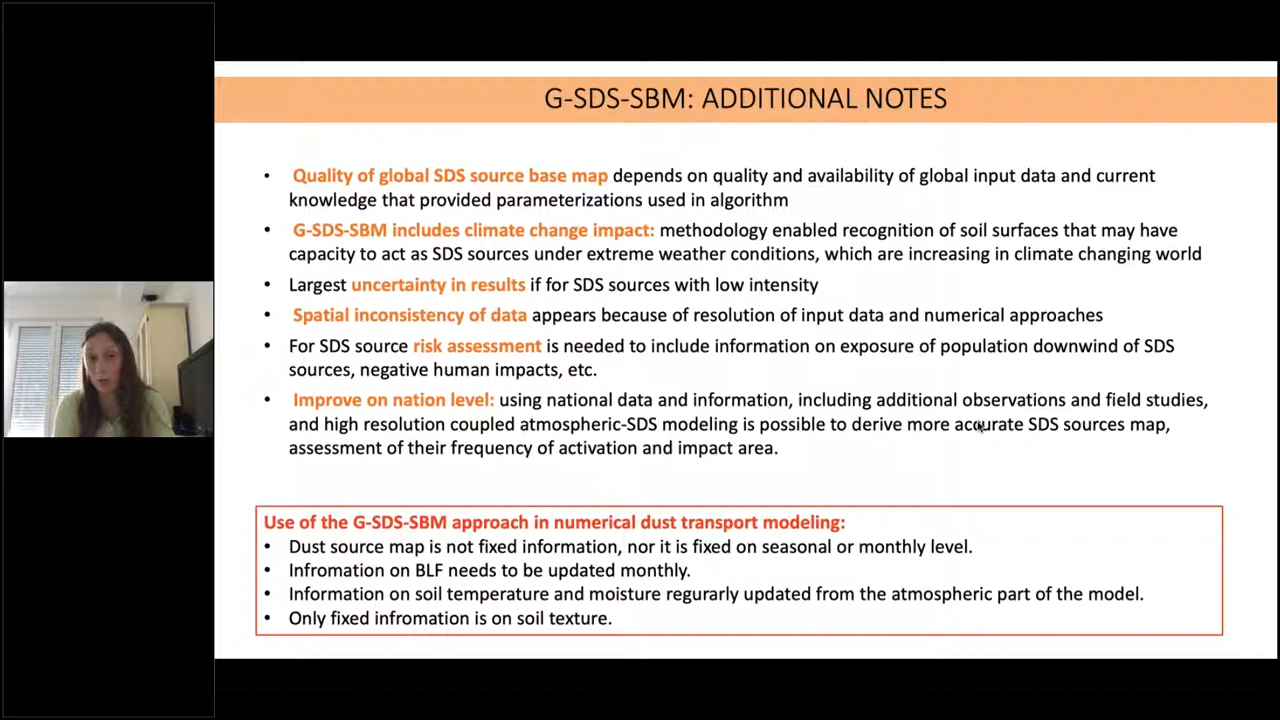 G-SDS-SBM: ADDITIONAL NOTES
• Quality of global SDS source base map depends on quality and availability of global input data and current
knowledge that provided parameterizations used in algorithm
• G-SDS-SBM includes climate change impact: methodology enabled recognition of soil surfaces that may have
capacity to act as SDS sources under extreme weather conditions, which are increasing in climate changing world
• Largest uncertainty in results if for SDS sources with low intensity
• Spatial inconsistency of data appears because of resolution of input data and numerical approaches
• For SDS source risk assessment is needed to include information on exposure of population downwind of SDS
sources, negative human impacts, etc.
• Improve on nation level: using national data and information, including additional observations and field studies,
and high resolution coupled atmospheric-SDS modeling is possible to derive more accurate SDS sources map,
assessment of their frequency of activation and impact area.
Use of the G-SDS-SBM approach in numerical dust transport modeling:
• Dust source map is not fixed information, nor it is fixed on seasonal or monthly level.
• Infromation on BLF needs to be updated monthly.
• Information on soil temperature and moisture regurarly updated from the atmospheric part of the model.
• Only fixed infromation is on soil texture.